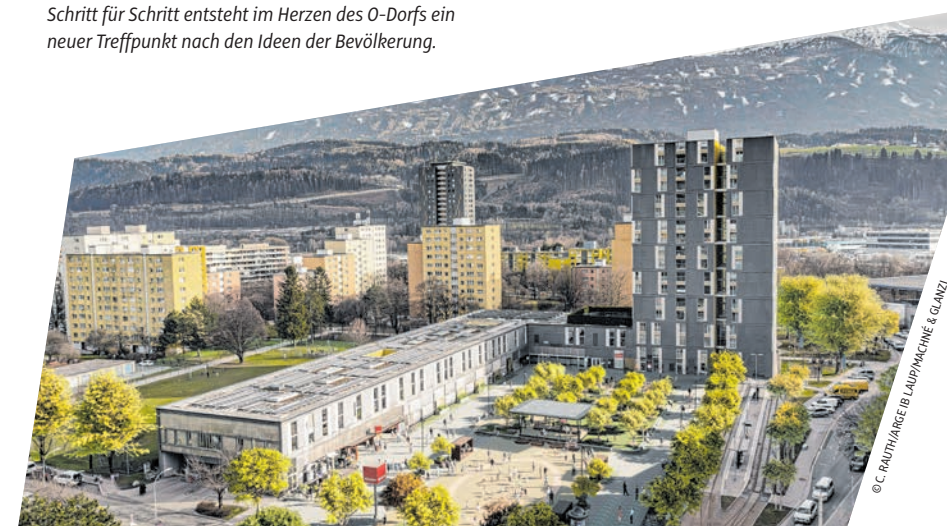 Schritt für Schritt entsteht im Herzen des O-Dorfs ein
neuer Treffpunkt nach den Ideen der Bevölkerung.
© C. RAUTH/ARGE IB LAUP/MACHNÉ & GLANZL